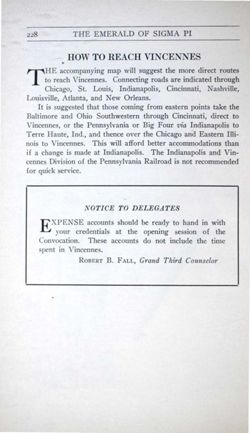 228 THE EMERALD OF SIGMA PI
HOW TO REACH VINCENNES
THE accompanying map will suggest the more direct routes
to reach Vincennes. Connecting roads are indicated through
Chicago, St. Louis, Indianapolis, Cincinnati, Nashville,
Louisville, Atlanta, and New Orleans.
It is suggested that those coming from eastern points take the
Baltimore and Ohio Southwestern through Cincinnati, direct to
Vincennes, or the Pennsylvania or Big Four via Indianapolis to
Terre Haute, Ind., and thence over the Chicago and Eastern Illi-
nois to Vincennes. This will afford better accommodations than
if a change is made at Indianapolis. The Indianapolis and Vin-
cennes Division of the Pennsylvania Railroad is not recommended
for quick service.
NOTICE TO DELEGATES
EXPENSE accounts should be ready to hand in with
your credentials at the opening session of the
Convocation. These accounts do not include the time
spent in Vincennes.
ROBERT B. FALL, Grand Third Counselor